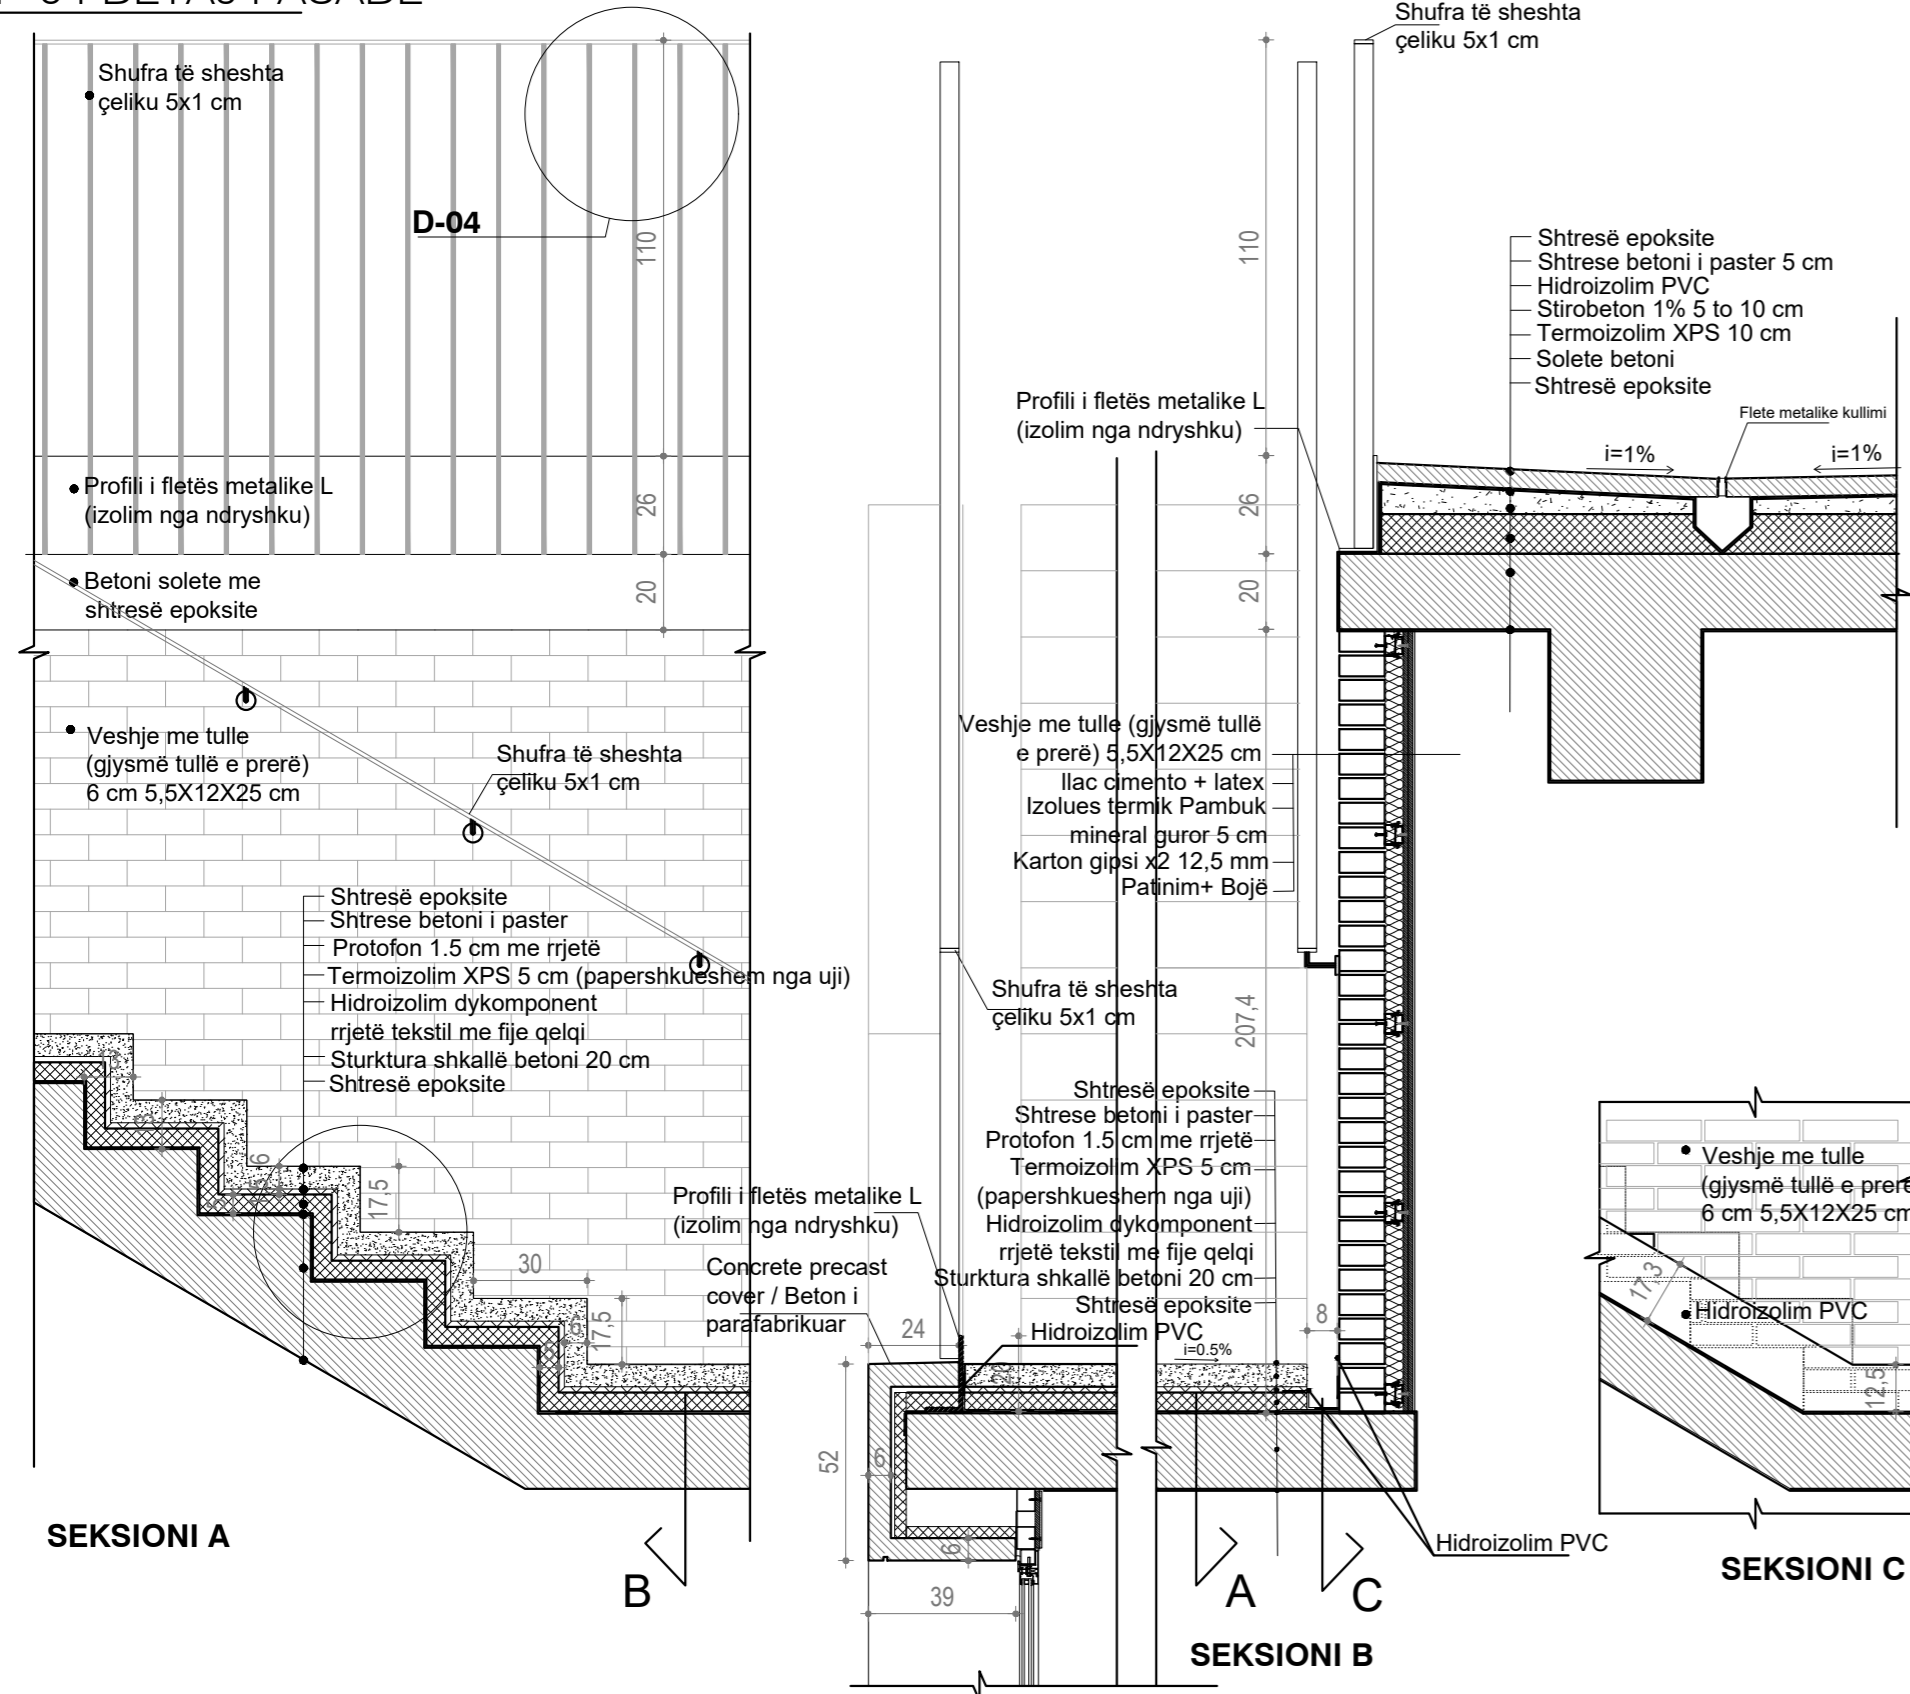 DETAJ FASADE
Shufra të sheshta
çeliku 5x1 cm
D-04
110
Profili i fletës metalike L
(izolim nga ndryshku)
26
Betoni solete me
shtresë epoksite
20
Veshje me tulle
(gjysmë tullë e prerë)
6 cm 5,5X12X25 cm
Shufra të sheshta
çeliku 5x1 cm
Shtresë epoksite
Shtrese betoni i paster
Protofon 1.5 cm me rrjetë
Termoizolim XPS 5 cm (papershkueshem nga uji)
Hidroizolim dykomponent
rrjetë tekstil me fije qelqi
Sturktura shkallë betoni 20 cm
Shtresë epoksite
6
17,5
30
17,5
SEKSIONI A
B
Shufra të sheshta
çeliku 5x1 cm
110
Shtresë epoksite
Shtrese betoni i paster 5 cm
Hidroizolim PVC
Stirobeton 1% 5 to 10 cm
Termoizolim XPS 10 cm
Solete betoni
Shtresë epoksite
Flete metalike kullimi
i=1%
i=1%
Profili i fletës metalike L
(izolim nga ndryshku)
26
20
Veshje me tulle (gjysmë tullë
e prerë) 5,5X12X25 cm
llac cimento + latex
Izolues termik Pambuk
mineral guror 5 cm
Karton gipsi x2 12,5 mm
Patinim+ Bojë
Shufra të sheshta
çeliku 5x1 cm
207,4
Shtresë epoksite
Shtrese betoni i paster
Protofon 1.5 cm me rrjetë
Termoizolim XPS 5 cm
(papershkueshem nga uji)
Hidroizolim dykomponent
rrjetë tekstil me fije qelqi
Sturktura shkallë betoni 20 cm
Shtresë epoksite
Hidroizolim PVC
i=0.5%
8
Profili i fletës metalike L
(izolim nga ndryshku)
Concrete precast
cover / Beton i
parafabrikuar
24
52
6
6
39
A
C
Hidroizolim PVC
SEKSIONI B
Veshje me tulle
(gjysmë tullë e prerë
6 cm 5,5X12X25 cm
17,3
Hidroizolim PVC
12,5
SEKSIONI C